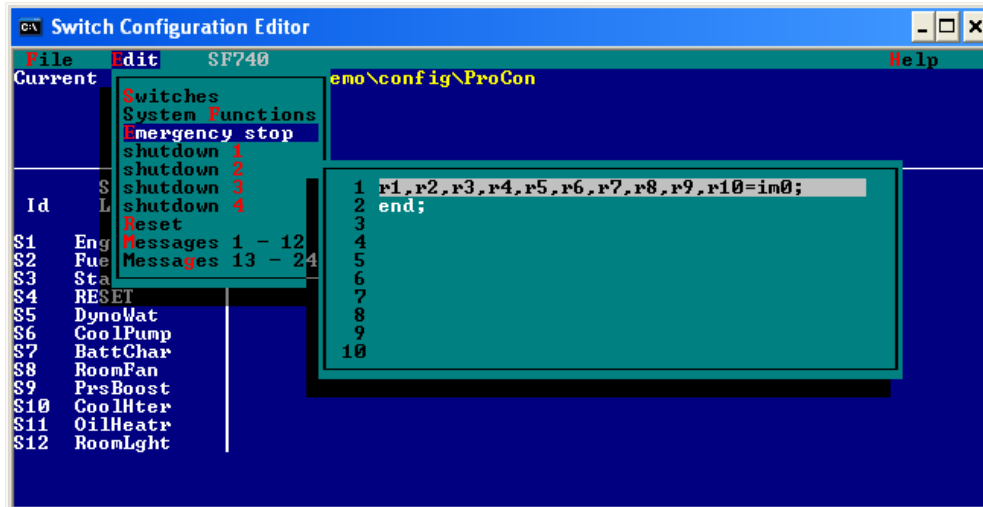 Switch Configuration Editor
File Edit SF740 Help
Current emo\config\ProCon
Switches
System Functions
Emergency stop
shutdown 1
shutdown 2
shutdown 3
shutdown 4
Reset
Messages 1 - 12
Messages 13 - 24
1 r1,r2,r3,r4,r5,r6,r7,r8,r9,r10=im0;
2 end;
3
4
5
6
7
8
9
10
S
Id L
S1 Eng
S2 Fue
S3 Sta
S4 RESET
S5 DynoWat
S6 CoolPump
S7 BattChar
S8 RoomFan
S9 PrsBoost
S10 CoolHter
S11 OilHeatr
S12 RoomLght